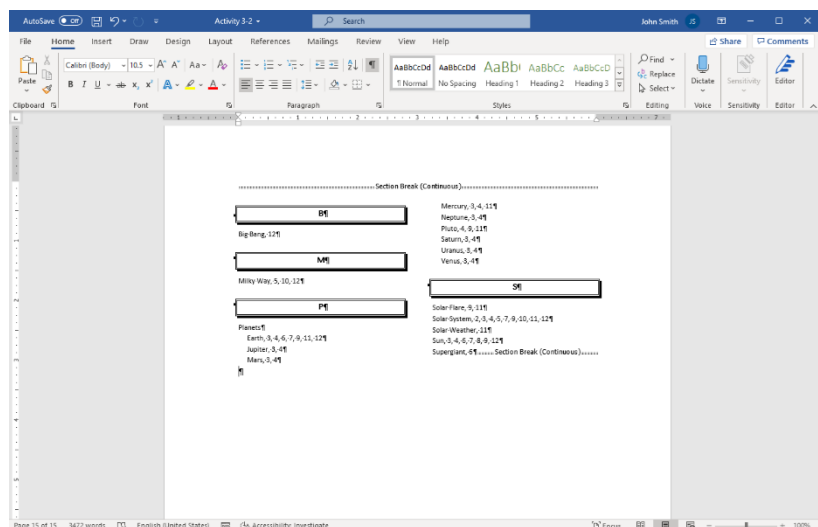 AutoSave Off Activity 3-2 Search John Smith JS
File Home Insert Draw Design Layout References Mailings Review View Help Share Comments
Calibri (Body) 10.5 A^ Aˇ Aa AaBbCcDd AaBbCcDd AaBbC AaBbCc AaBbCcD Find
Paste B I U ab x₂ x² A A ¶ ¶ Normal No Spacing Heading 1 Heading 2 Heading 3 Replace Dictate Sensitivity Editor
Select
Clipboard Font Paragraph Styles Editing Voice Sensitivity Editor
Section Break (Continuous)
B¶
Big·Bang,·12¶
M¶
Milky·Way,·5,·10,·12¶
P¶
Planets¶
Earth,·3,·4,·6,·7,·9,·11,·12¶
Jupiter,·3,·4¶
Mars,·3,·4¶
¶
Mercury,·3,·4,·11¶
Neptune,·3,·4¶
Pluto,·4,·9,·11¶
Saturn,·3,·4¶
Uranus,·3,·4¶
Venus,·3,·4¶
S¶
Solar·Flare,·9,·11¶
Solar·System,·2,·3,·4,·5,·7,·9,·10,·11,·12¶
Solar·Weather,·11¶
Sun,·3,·4,·6,·7,·8,·9,·12¶
Supergiant,·6¶ Section Break (Continuous)
Page 15 of 15 3472 words English (United States) Accessibility: Investigate Focus 100%